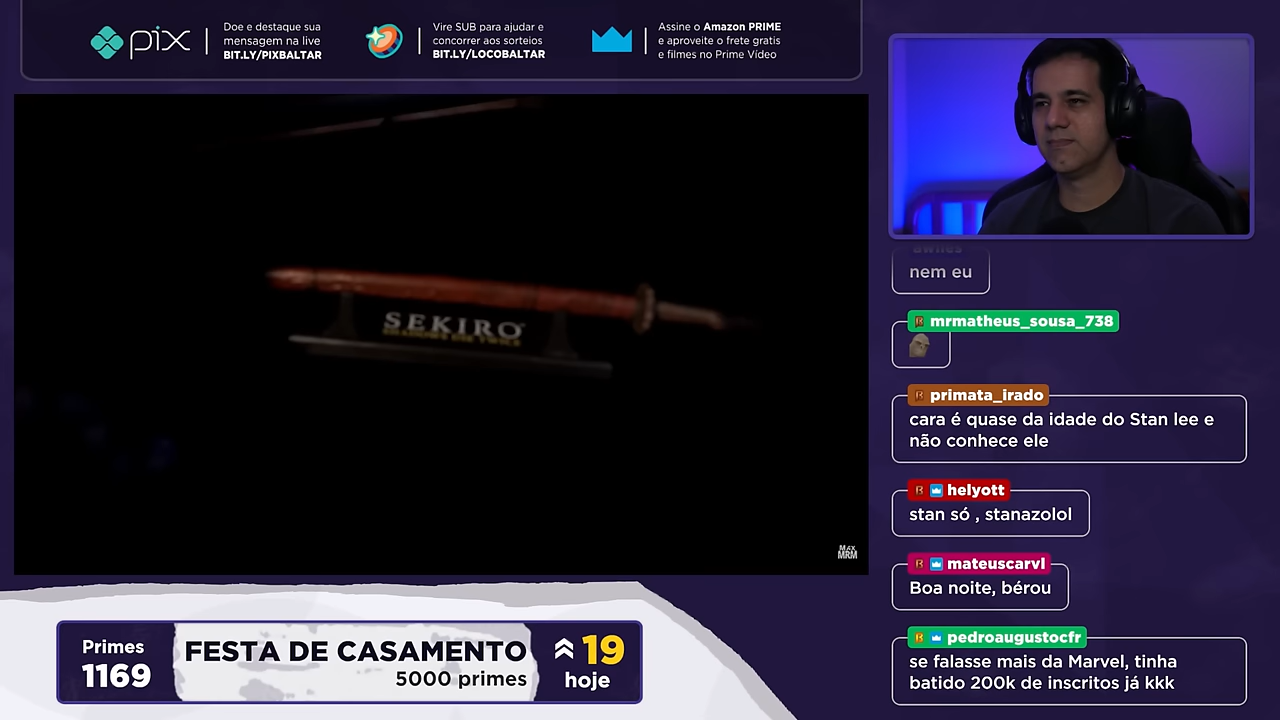 pix
Doe e destaque sua
mensagem na live
BIT.LY/PIXBALTAR
Vire SUB para ajudar e
concorrer aos sorteios
BIT.LY/LOCOBALTAR
Assine o Amazon PRIME
e aproveite o frete gratis
e filmes no Prime Vídeo
SEKIRO
MAX
MRM
nem eu
mrmatheus_sousa_738
primata_irado
cara é quase da idade do Stan lee e
não conhece ele
helyott
stan só , stanazolol
mateuscarvl
Boa noite, bérou
pedroaugustocfr
se falasse mais da Marvel, tinha
batido 200k de inscritos já kkk
Primes
1169
FESTA DE CASAMENTO
5000 primes
19
hoje